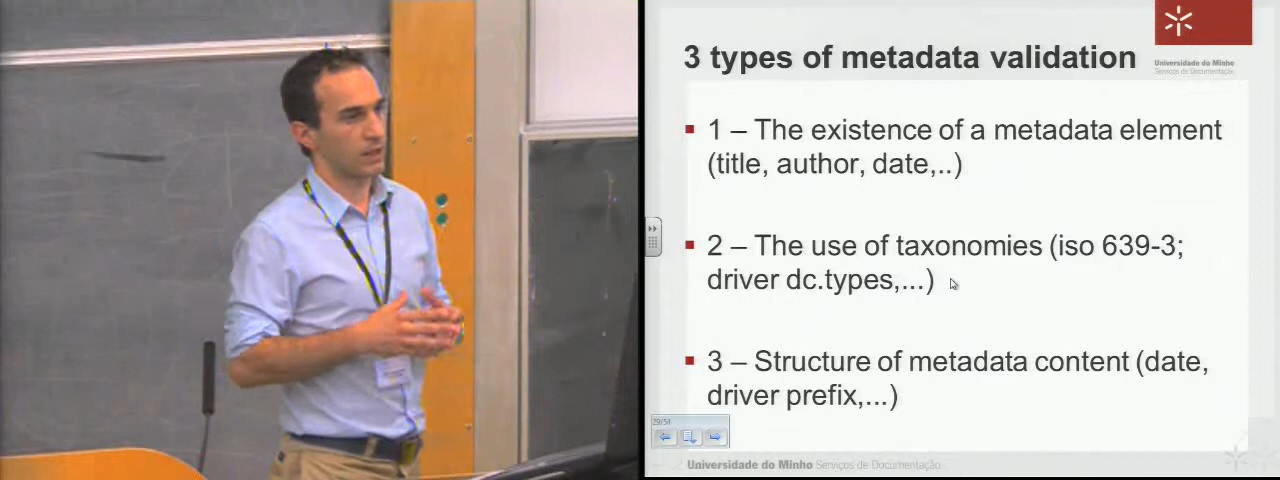 3 types of metadata validation
Universidade do Minho
Serviços de Documentação
1 – The existence of a metadata element
(title, author, date,..)
2 – The use of taxonomies (iso 639-3;
driver dc.types,...)
3 – Structure of metadata content (date,
driver prefix,...)
29/54
Universidade do Minho Serviços de Documentação